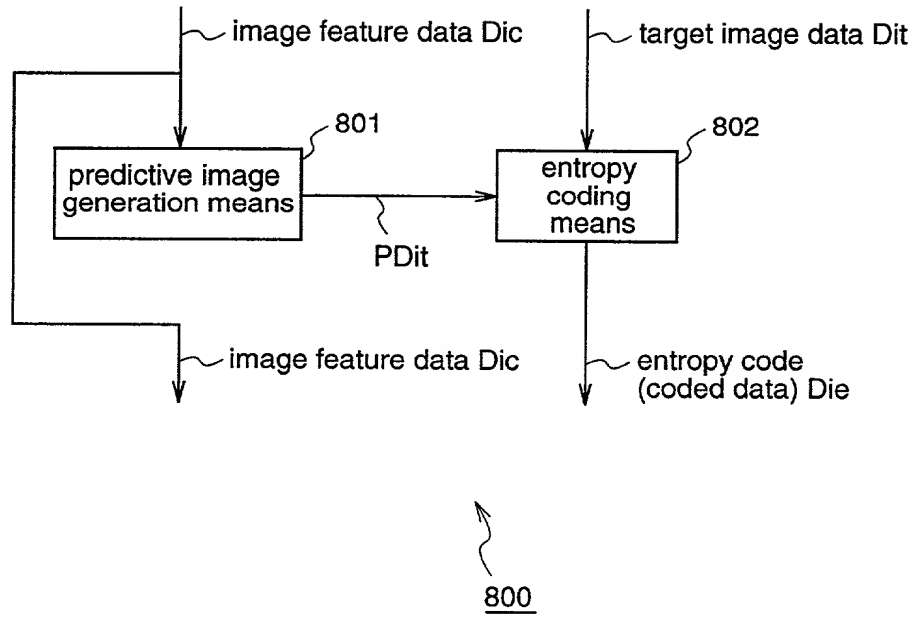 image feature data Dic
target image data Dit
801
802
predictive image
generation means
entropy
coding
means
PDit
image feature data Dic
entropy code
(coded data) Die
800